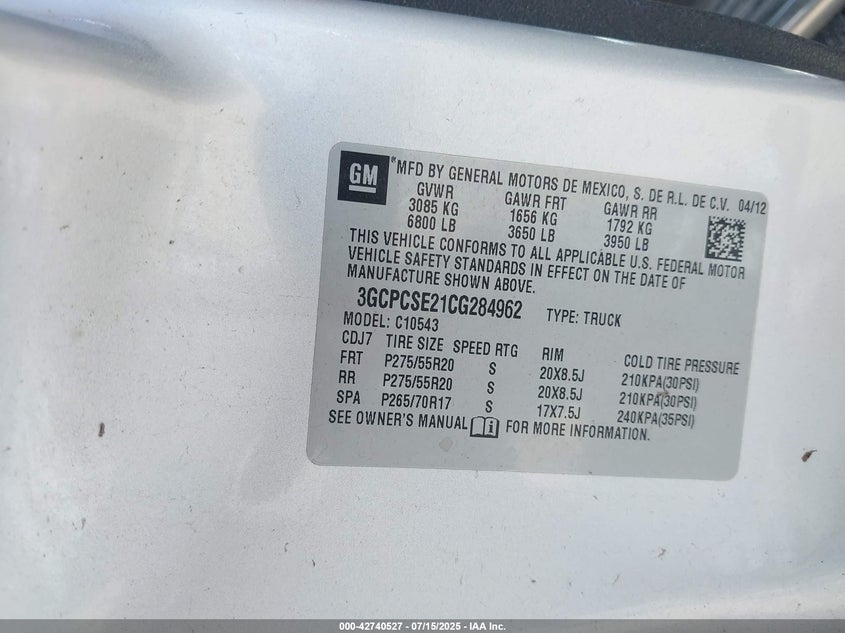 GM
*MFD BY GENERAL MOTORS DE MEXICO, S. DE R.L. DE C.V. 04/12
GVWR GAWR FRT GAWR RR
3085 KG 1656 KG 1792 KG
6800 LB 3650 LB 3950 LB
THIS VEHICLE CONFORMS TO ALL APPLICABLE U.S. FEDERAL MOTOR
VEHICLE SAFETY STANDARDS IN EFFECT ON THE DATE OF
MANUFACTURE SHOWN ABOVE.
3GCPCSE21CG284962 TYPE: TRUCK
MODEL: C10543
CDJ7 TIRE SIZE SPEED RTG RIM COLD TIRE PRESSURE
FRT P275/55R20 S 20X8.5J 210KPA(30PSI)
RR P275/55R20 S 20X8.5J 210KPA(30PSI)
SPA P265/70R17 S 17X7.5J 240KPA(35PSI)
SEE OWNER'S MANUAL FOR MORE INFORMATION.
000-42740527 - 07/15/2025 - IAA Inc.